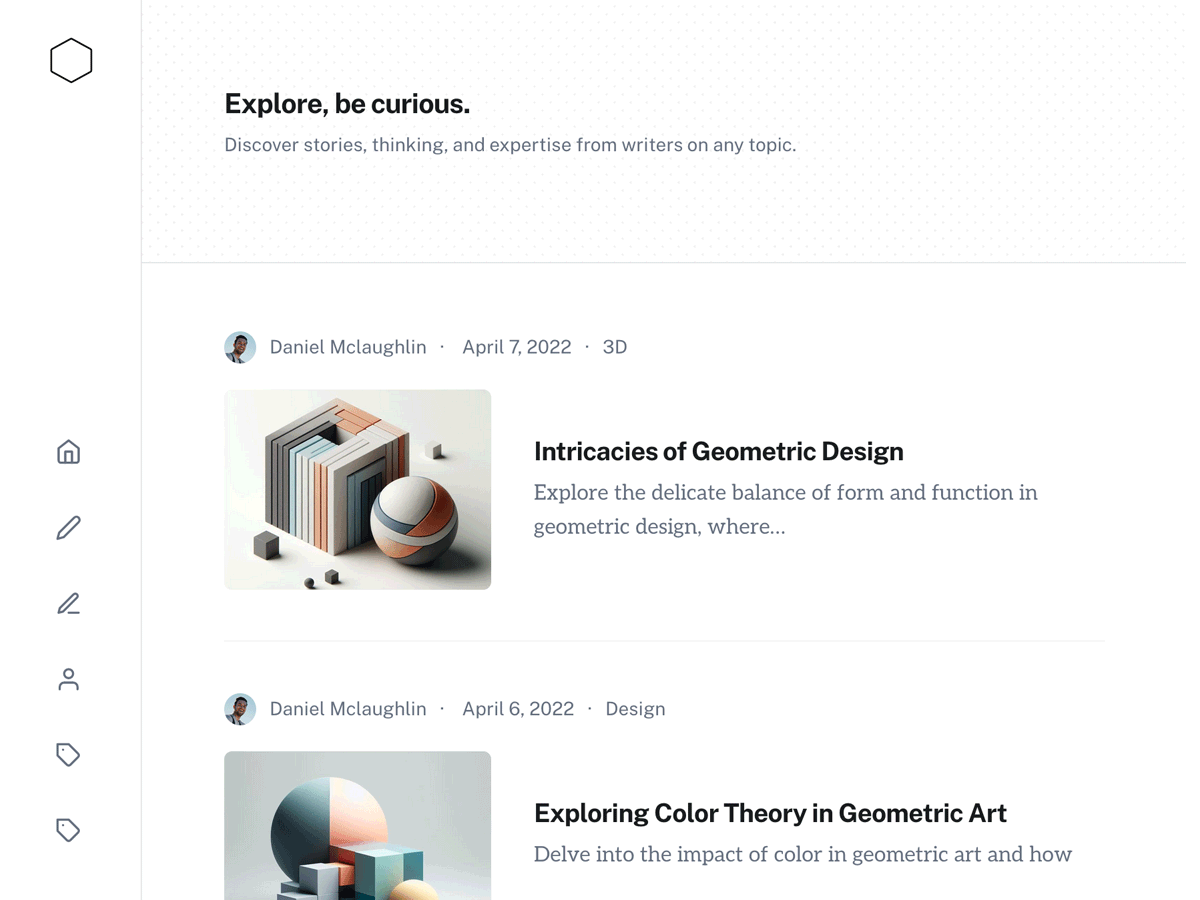 Explore, be curious.
Discover stories, thinking, and expertise from writers on any topic.
Daniel Mclaughlin · April 7, 2022 · 3D
Intricacies of Geometric Design
Explore the delicate balance of form and function in
geometric design, where...
Daniel Mclaughlin · April 6, 2022 · Design
Exploring Color Theory in Geometric Art
Delve into the impact of color in geometric art and how